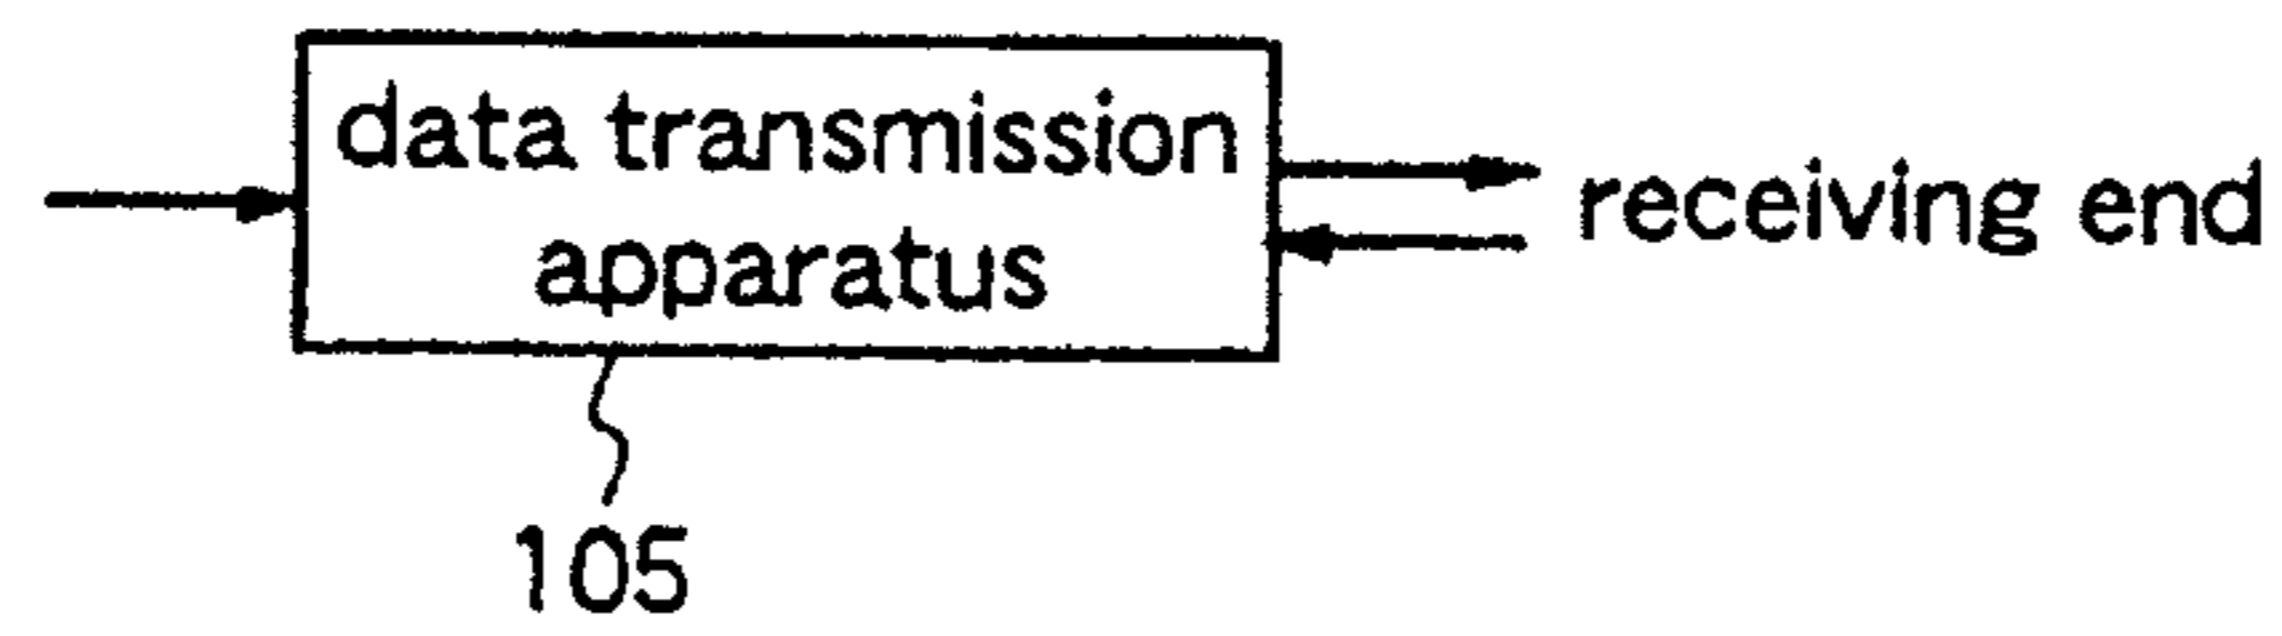 data transmission
apparatus
receiving end
105